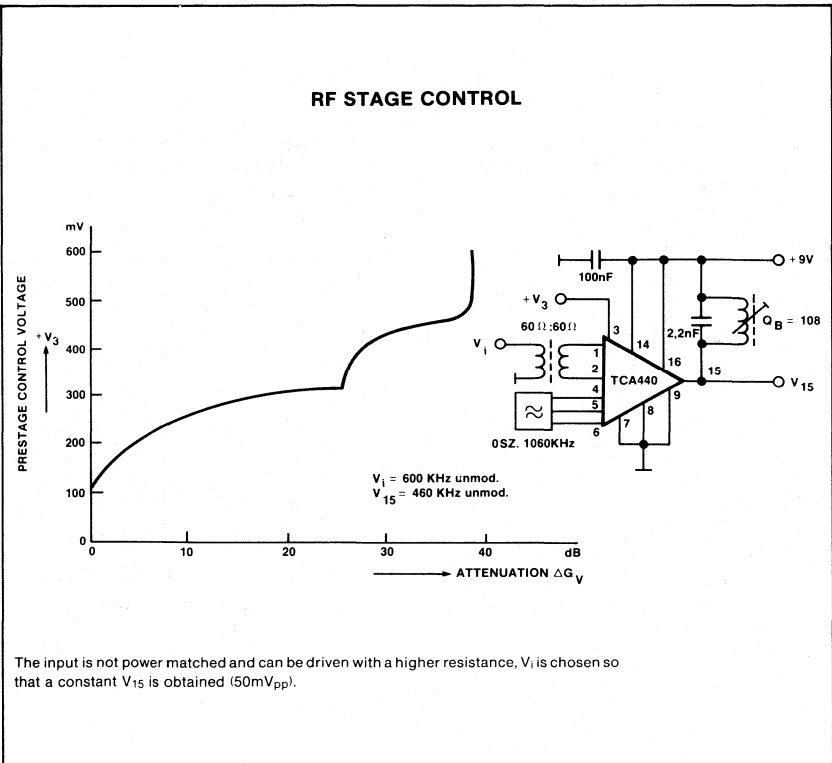 RF STAGE CONTROL
mV
600
500
400
300
200
100
0
PRESTAGE CONTROL VOLTAGE
+V3
0
10
20
30
40
dB
ATTENUATION ΔGV
Vi = 600 KHz unmod.
V15 = 460 KHz unmod.
100nF
+9V
+V3
60Ω:60Ω
Vi
3
14
16
1
2
4
5
6
7
8
9
15
TCA440
2,2nF
QB = 108
V15
≈
0SZ. 1060KHz
The input is not power matched and can be driven with a higher resistance, Vi is chosen so
that a constant V15 is obtained (50mVpp).